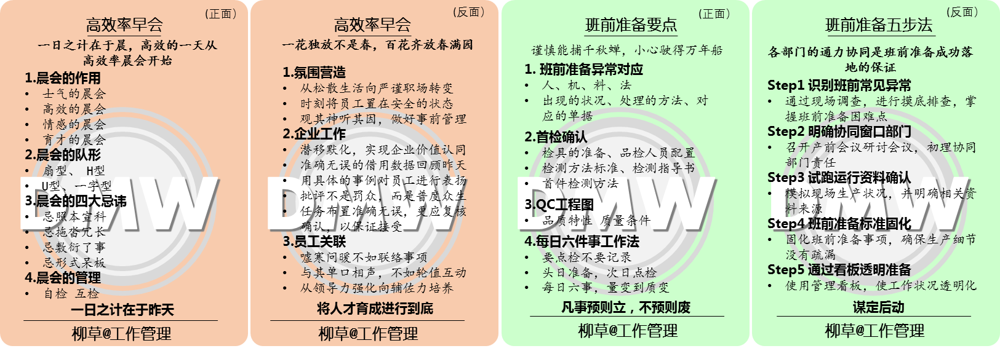 (正面)
高效率早会
一日之计在于晨，高效的一天从
高效率晨会开始
1.晨会的作用
• 士气的晨会
• 高效的晨会
• 情感的晨会
• 育才的晨会
2.晨会的队形
• 扇型、 H型
• U型、一字型
3.晨会的四大忌讳
• 忌照本宣科
• 忌拖沓冗长
• 忌敷衍了事
• 忌形式呆板
4.晨会的管理
• 自检 互检
一日之计在于昨天
柳草@工作管理
DMW
(反面)
高效率早会
一花独放不是春，百花齐放春满园
1.氛围营造
• 从松散生活向严谨职场转变
• 时刻将员工置在安全的状态
• 观其神听其因，做好事前管理
2.企业工作
• 潜移默化，实现企业价值认同
• 准确无误的借用数据回顾昨天
• 用具体的事例对员工进行表扬
• 批评不是罚众，而是普度众生
• 任务布置准确无误，更应复核
确认，以保证接受
3.员工关联
• 嘘寒问暖不如联络事项
• 与其单口相声，不如轮值互动
• 从领导力强化向辅佐力培养
将人才育成进行到底
柳草@工作管理
DMW
(正面)
班前准备要点
谨慎能捕千秋蝉，小心驶得万年船
1. 班前准备异常对应
• 人、机、料、法
• 出现的状况、处理的方法、对
应的单据
2.首检确认
• 检具的准备、品检人员配置
• 检测方法标准、检测指导书
• 首件检测方法
3.QC工程图
• 品质特性 质量条件
4.每日六件事工作法
• 要点检不要记录
• 头日准备，次日点检
• 每日六事，量变到质变
凡事预则立，不预则废
柳草@工作管理
DMW
(反面)
班前准备五步法
各部门的通力协同是班前准备成功落
地的保证
Step1 识别班前常见异常
• 通过现场调查，进行摸底排查，掌
握班前准备困难点
Step2 明确协同窗口部门
• 召开产前会议研讨会议，初理协同
部门责任
Step3 试跑运行资料确认
• 模拟现场生产状况，并明确相关资
料来源
Step4 班前准备标准固化
• 固化班前准备事项，确保生产细节
没有疏漏
Step5 通过看板透明准备
• 使用管理看板，使工作状况透明化
谋定后动
柳草@工作管理
DMW